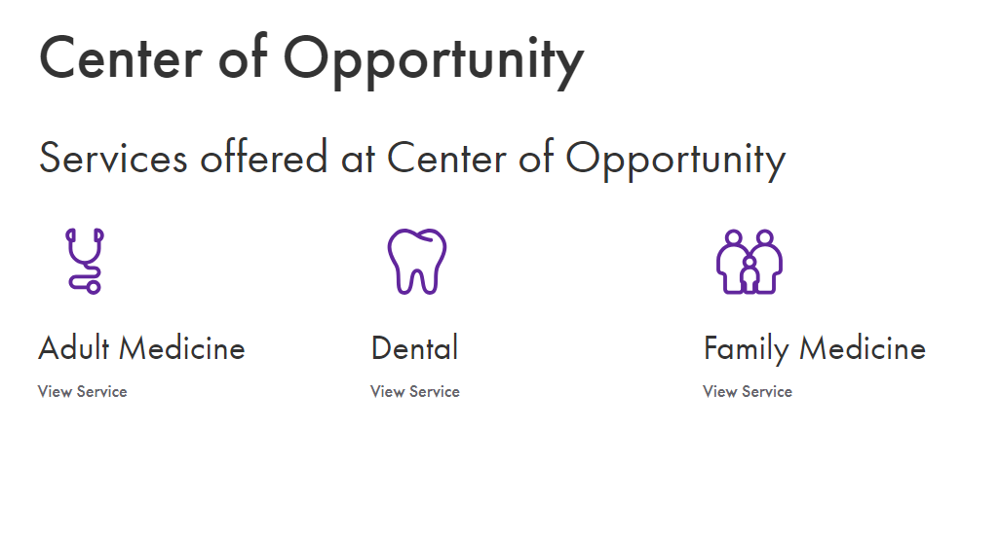 Center of Opportunity
Services offered at Center of Opportunity
Adult Medicine
Dental
Family Medicine
View Service
View Service
View Service